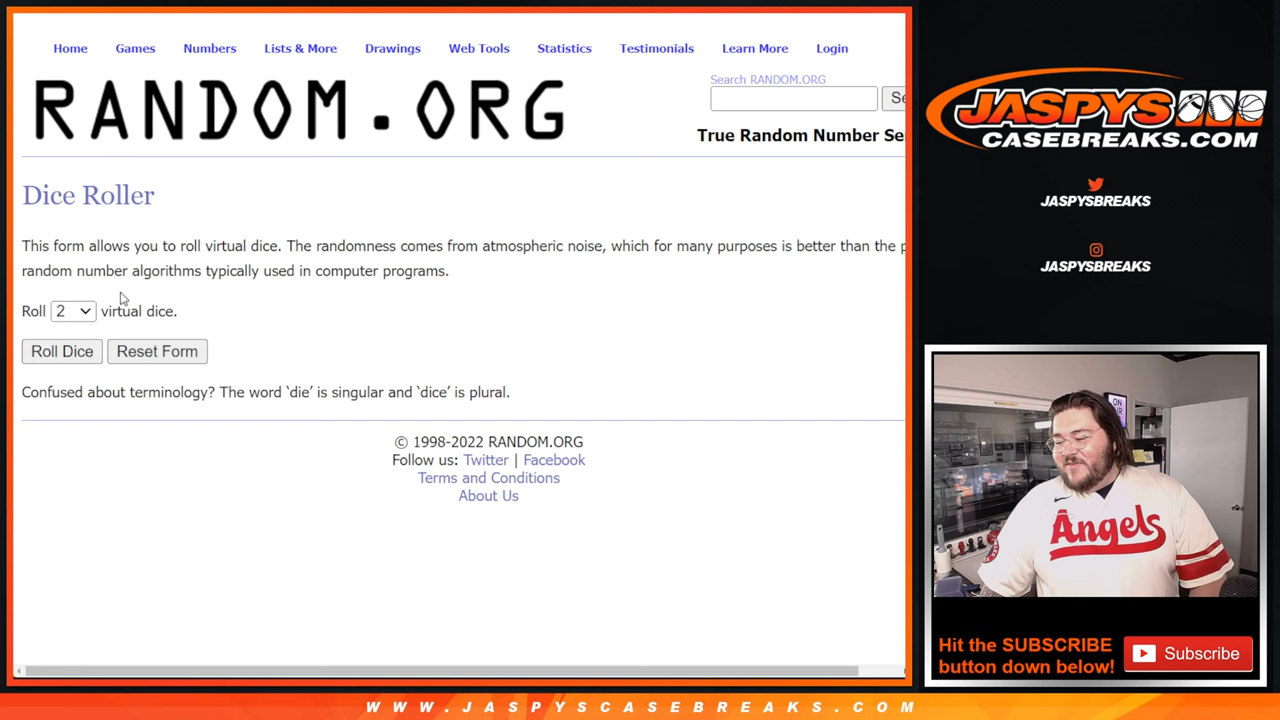 Home Games Numbers Lists & More Drawings Web Tools Statistics Testimonials Learn More Login
RANDOM.ORG
Search RANDOM.ORG
Se
True Random Number Se
Dice Roller
This form allows you to roll virtual dice. The randomness comes from atmospheric noise, which for many purposes is better than the p
random number algorithms typically used in computer programs.
Roll 2 virtual dice.
Roll Dice Reset Form
Confused about terminology? The word ‘die’ is singular and ‘dice’ is plural.
© 1998-2022 RANDOM.ORG
Follow us: Twitter | Facebook
Terms and Conditions
About Us
JASPYS
CASEBREAKS.COM
JASPYSBREAKS
JASPYSBREAKS
ON
AIR
Angels
Hit the SUBSCRIBE
button down below!
Subscribe
WWW.JASPYSCASEBREAKS.COM